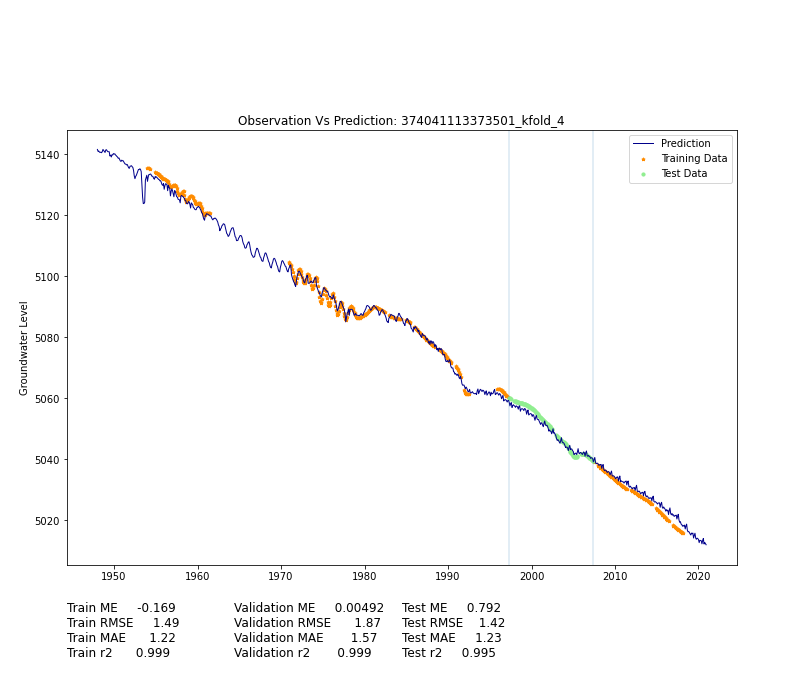 Observation Vs Prediction: 374041113373501_kfold_4
Prediction
Training Data
Test Data
Groundwater Level
5140
5120
5100
5080
5060
5040
5020
1950 1960 1970 1980 1990 2000 2010 2020
Train ME -0.169 Validation ME 0.00492 Test ME 0.792
Train RMSE 1.49 Validation RMSE 1.87 Test RMSE 1.42
Train MAE 1.22 Validation MAE 1.57 Test MAE 1.23
Train r2 0.999 Validation r2 0.999 Test r2 0.995